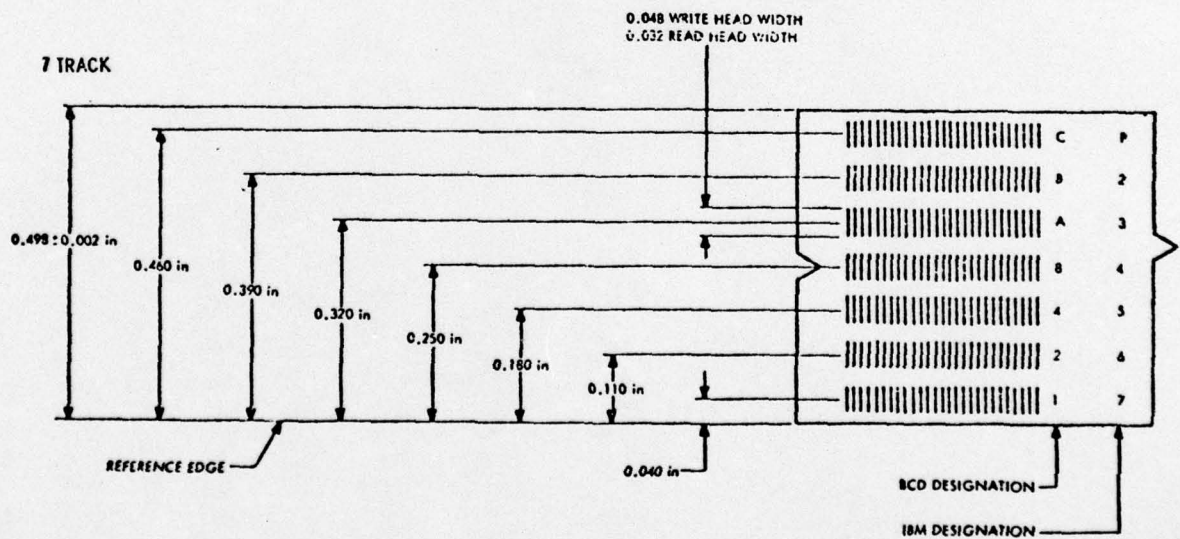 0.048 WRITE HEAD WIDTH
0.032 READ HEAD WIDTH
7 TRACK
C P
B 2
A 3
0.498±0.002 in
0.460 in
8 4
0.390 in
0.320 in
4 5
0.250 in
0.180 in
2 6
0.110 in
1 7
REFERENCE EDGE
0.040 in
BCD DESIGNATION
IBM DESIGNATION